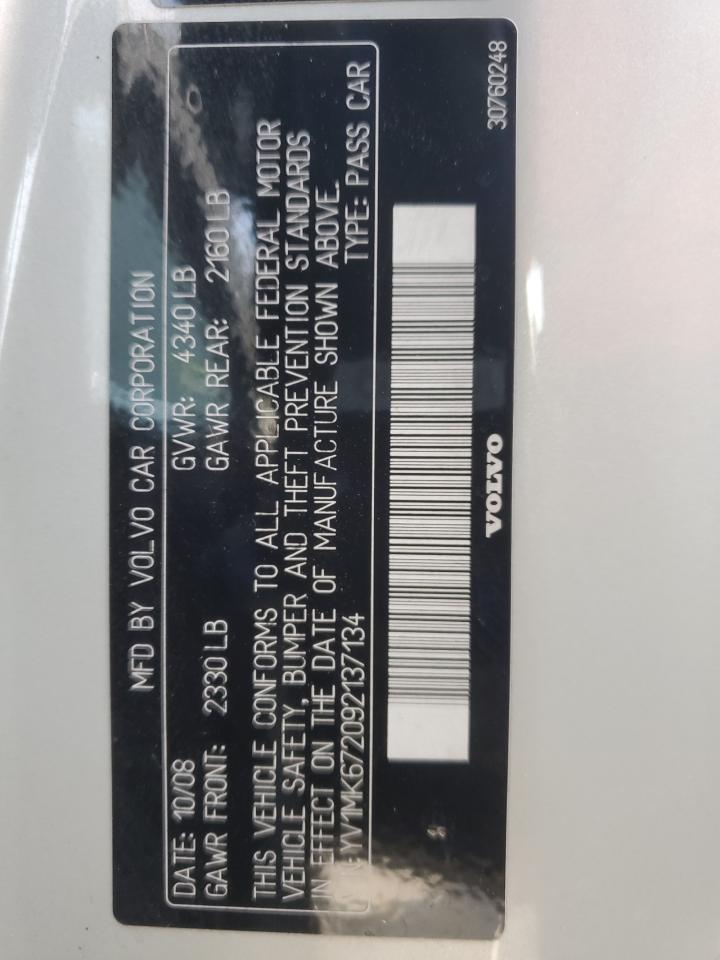 MFD BY VOLVO CAR CORPORATION
DATE: 10/08 GVWR: 4340 LB
GAWR FRONT: 2330 LB GAWR REAR: 2160 LB
THIS VEHICLE CONFORMS TO ALL APPLICABLE FEDERAL MOTOR
VEHICLE SAFETY, BUMPER AND THEFT PREVENTION STANDARDS
IN EFFECT ON THE DATE OF MANUFACTURE SHOWN ABOVE.
YV1MK672092137134 TYPE: PASS CAR
VOLVO
30760248